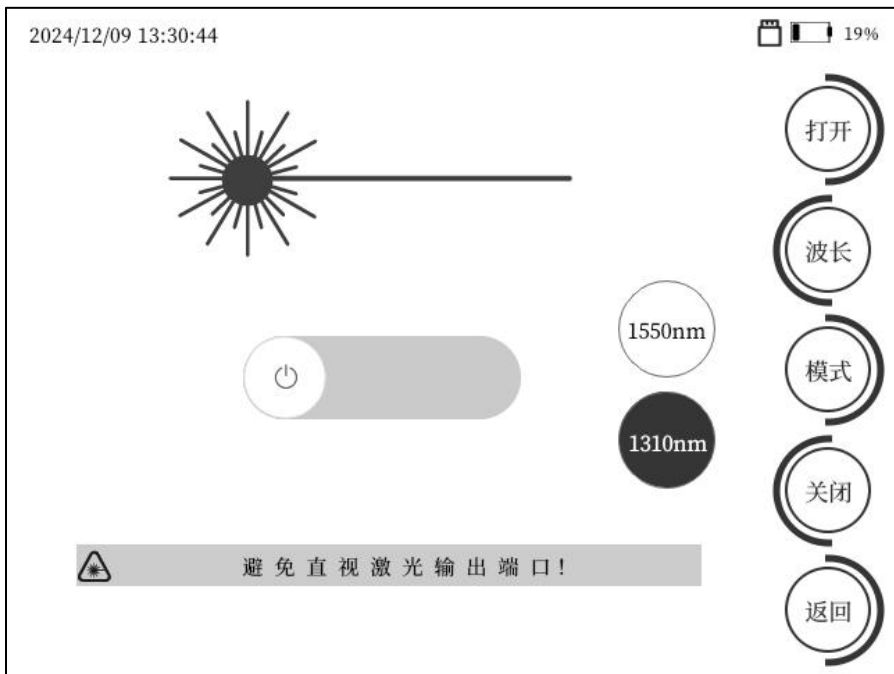 2024/12/09 13:30:44
19%
打开
波长
1550nm
模式
1310nm
关闭
避免直视激光输出端口!
返回